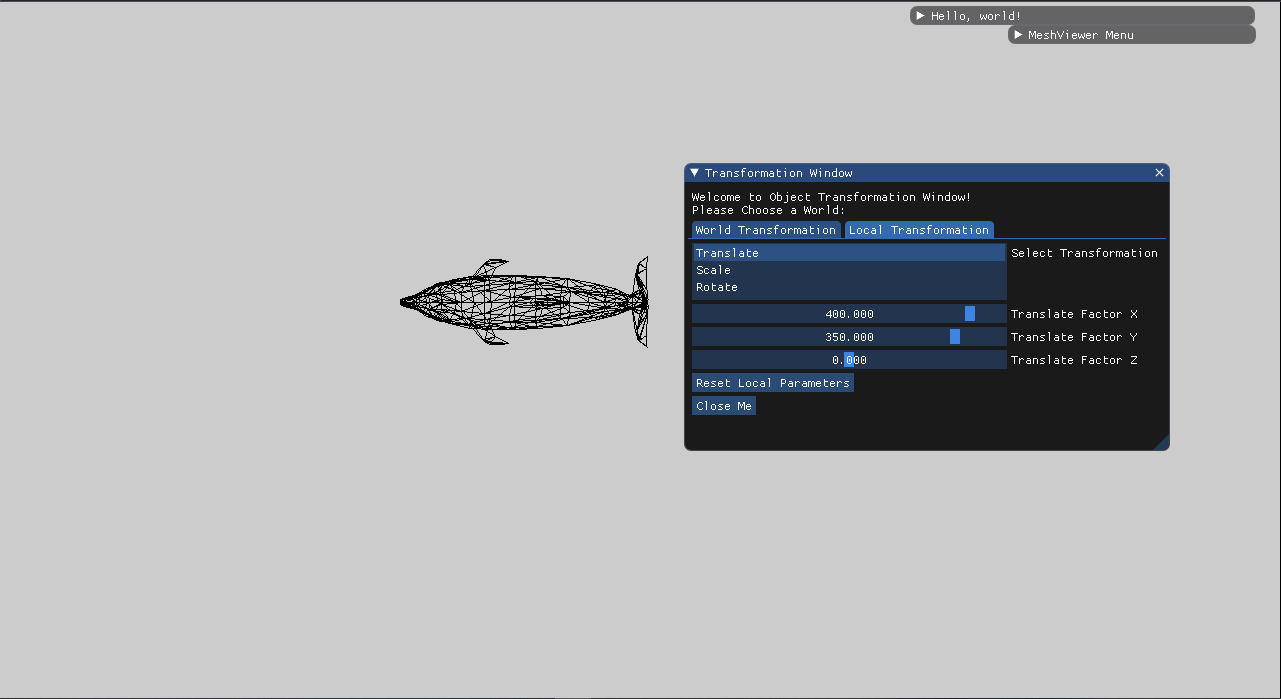 Hello, world!
MeshViewer Menu
Transformation Window
Welcome to Object Transformation Window!
Please Choose a World:
World Transformation Local Transformation
Translate Select Transformation
Scale
Rotate
400.000 Translate Factor X
350.000 Translate Factor Y
0.000 Translate Factor Z
Reset Local Parameters
Close Me